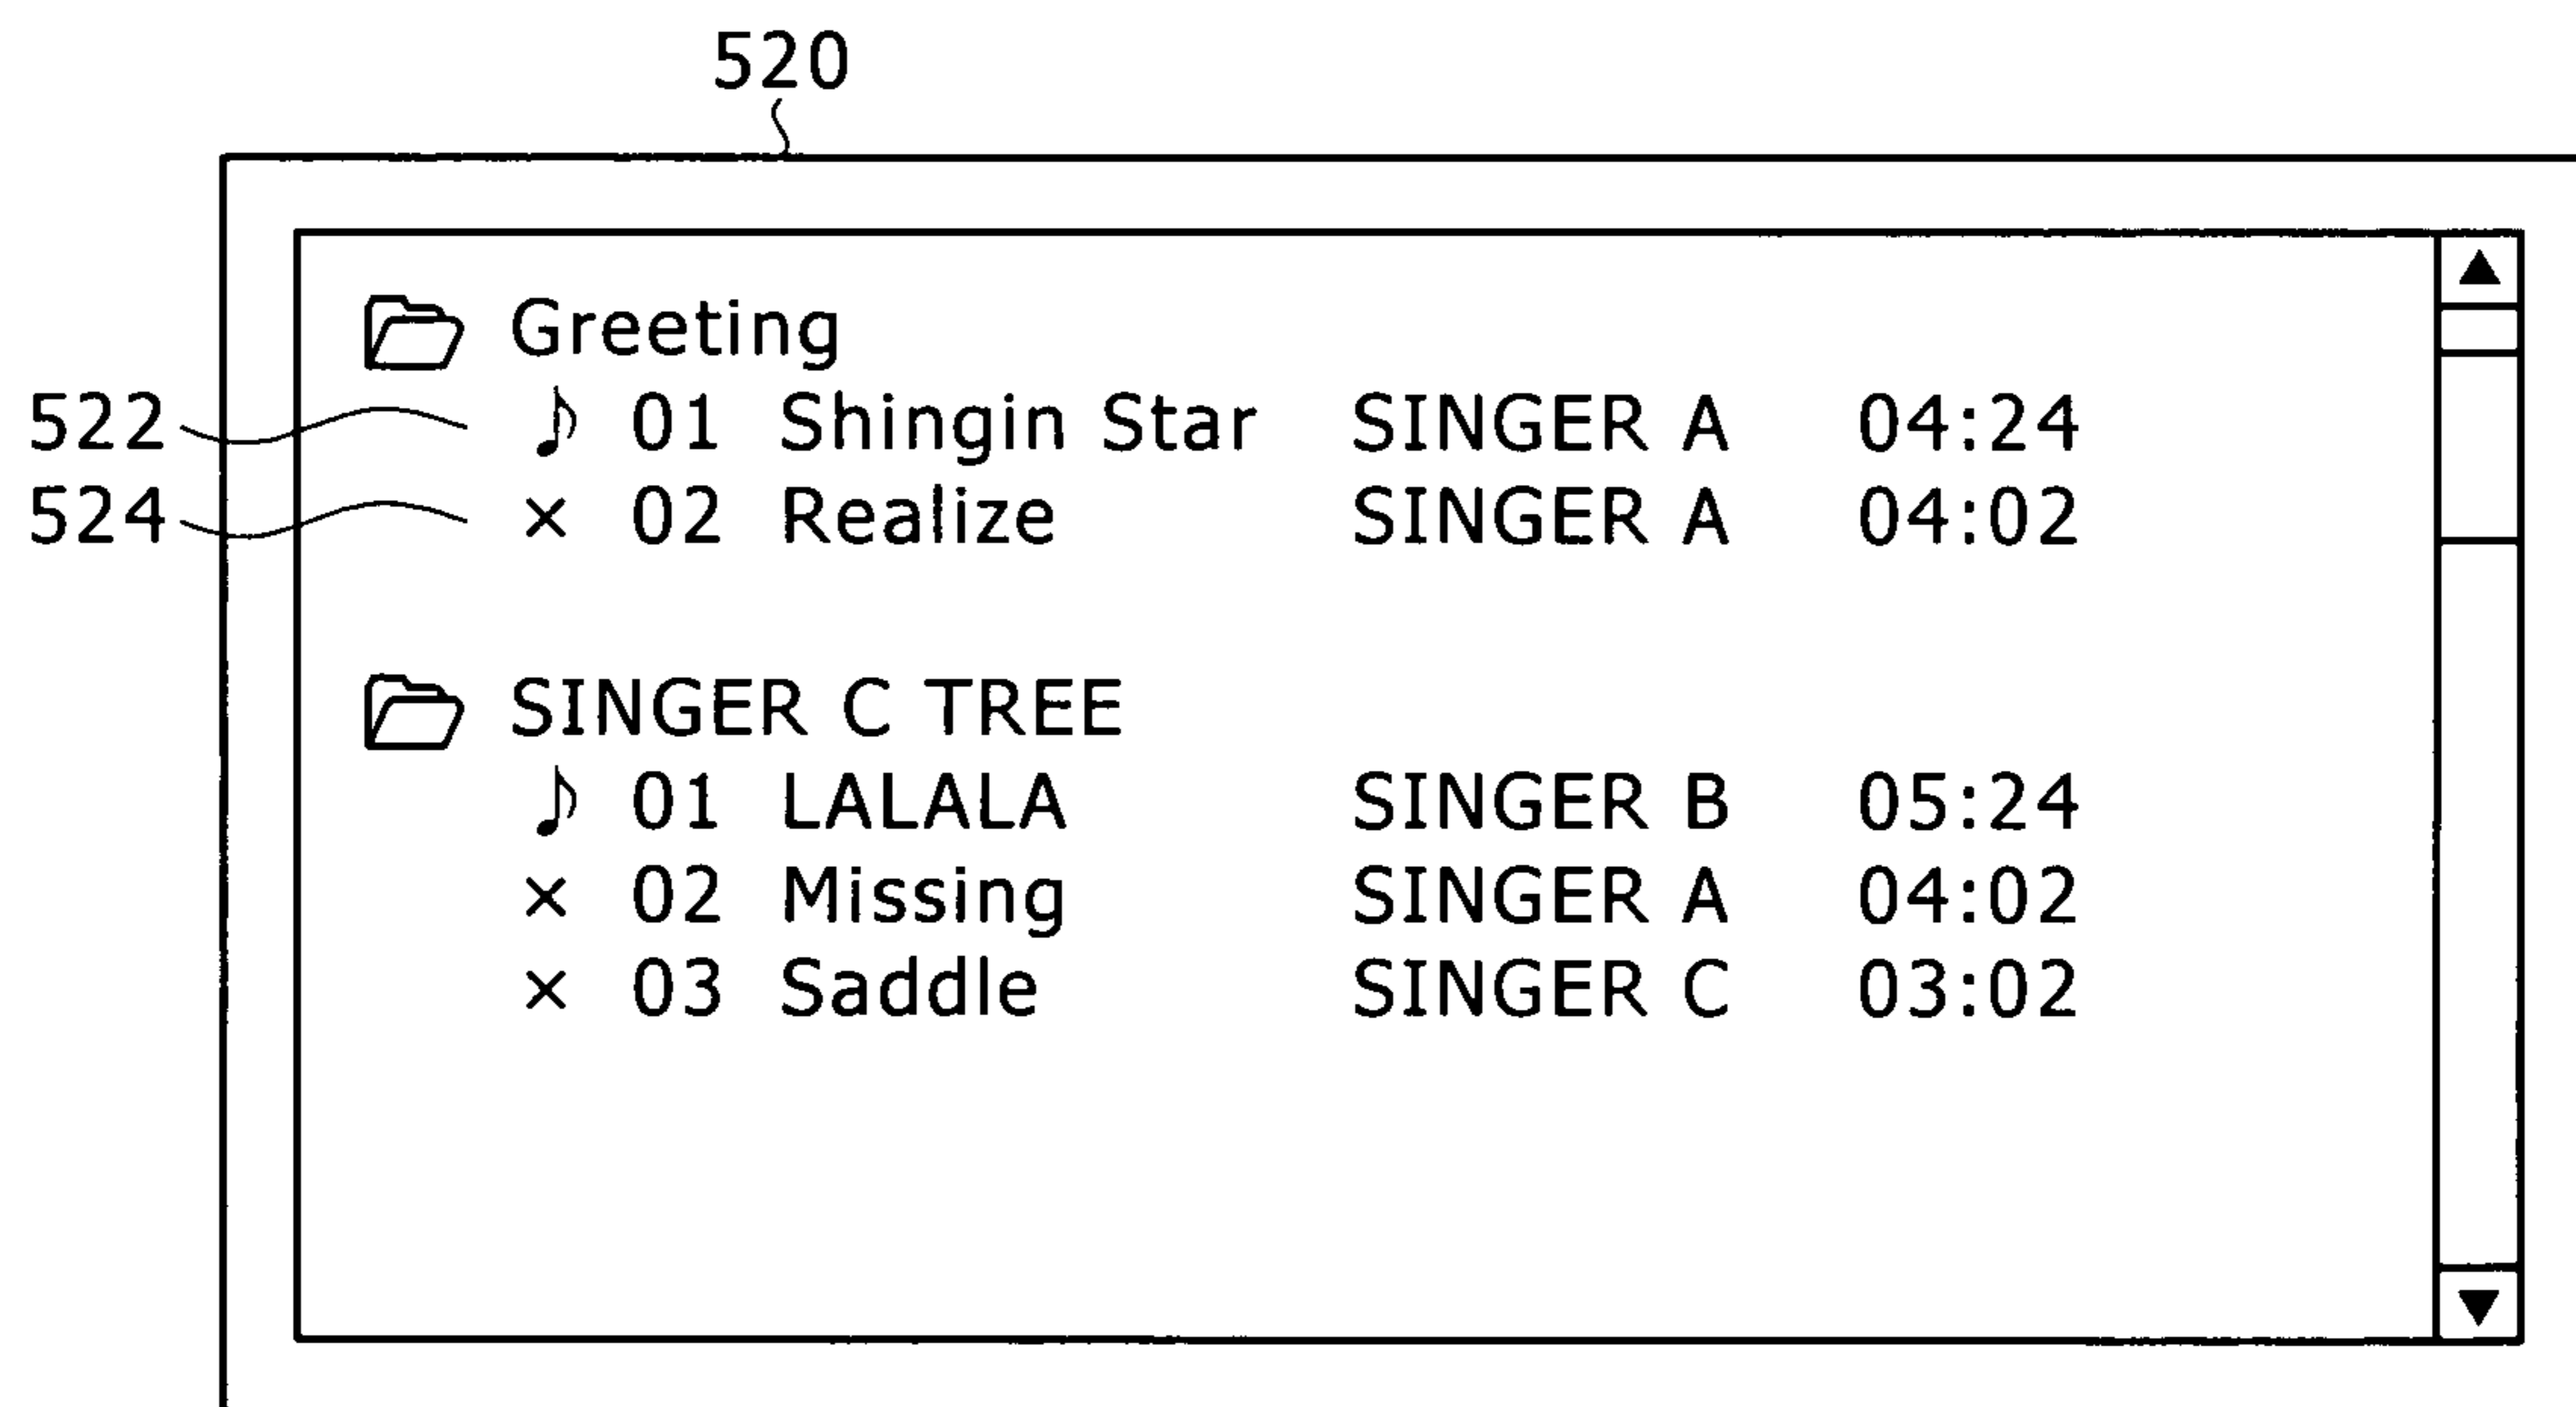 520
Greeting
522 ♪ 01 Shingin Star SINGER A 04:24
524 × 02 Realize SINGER A 04:02
SINGER C TREE
♪ 01 LALALA SINGER B 05:24
× 02 Missing SINGER A 04:02
× 03 Saddle SINGER C 03:02